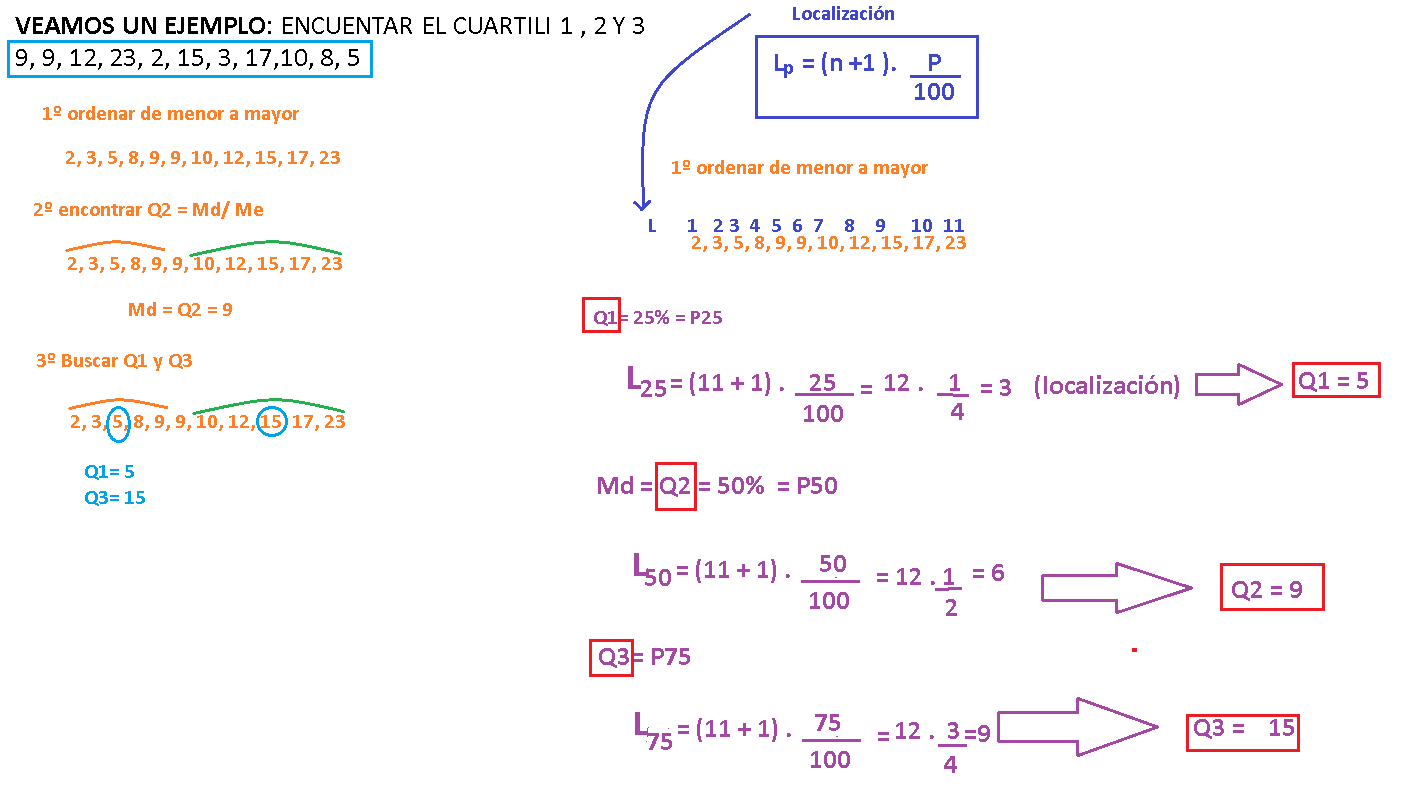 VEAMOS UN EJEMPLO: ENCUENTAR EL CUARTILI 1 , 2 Y 3
9, 9, 12, 23, 2, 15, 3, 17,10, 8, 5
1º ordenar de menor a mayor
2, 3, 5, 8, 9, 9, 10, 12, 15, 17, 23
2º encontrar Q2 = Md/ Me
2, 3, 5, 8, 9, 9, 10, 12, 15, 17, 23
Md = Q2 = 9
3º Buscar Q1 y Q3
2, 3, 5, 8, 9, 9, 10, 12, 15 17, 23
Q1= 5
Q3= 15
Localización
Lp = (n +1 ). P/100
1º ordenar de menor a mayor
L 1 2 3 4 5 6 7 8 9 10 11
2, 3, 5, 8, 9, 9, 10, 12, 15, 17, 23
Q1= 25% = P25
L25 = (11 + 1) . 25/100 = 12 . 1/4 = 3 (localización) Q1 = 5
Md = Q2 = 50% = P50
L50 = (11 + 1) . 50/100 = 12 . 1/2 = 6 Q2 = 9
Q3= P75
L75 = (11 + 1) . 75/100 = 12 . 3/4 =9 Q3 = 15